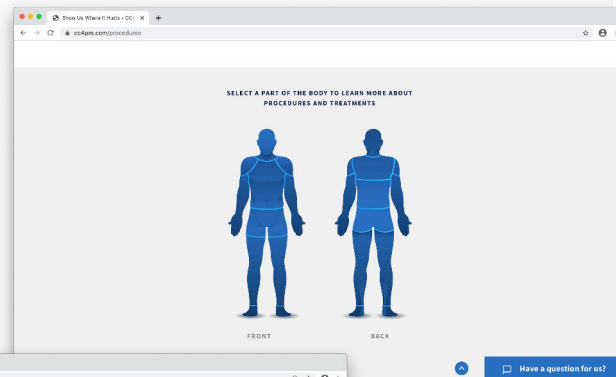 Show Us Where It Hurts • CC4
cc4pm.com/procedures
SELECT A PART OF THE BODY TO LEARN MORE ABOUT
PROCEDURES AND TREATMENTS
FRONT
BACK
Have a question for us?